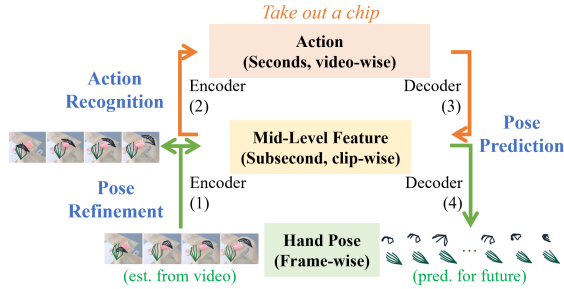 Take out a chip
Action
(Seconds, video-wise)
Action
Recognition
Encoder
(2)
Decoder
(3)
Mid-Level Feature
(Subsecond, clip-wise)
Pose
Prediction
Pose
Refinement
Encoder
(1)
Decoder
(4)
Hand Pose
(Frame-wise)
...
(est. from video)
(pred. for future)